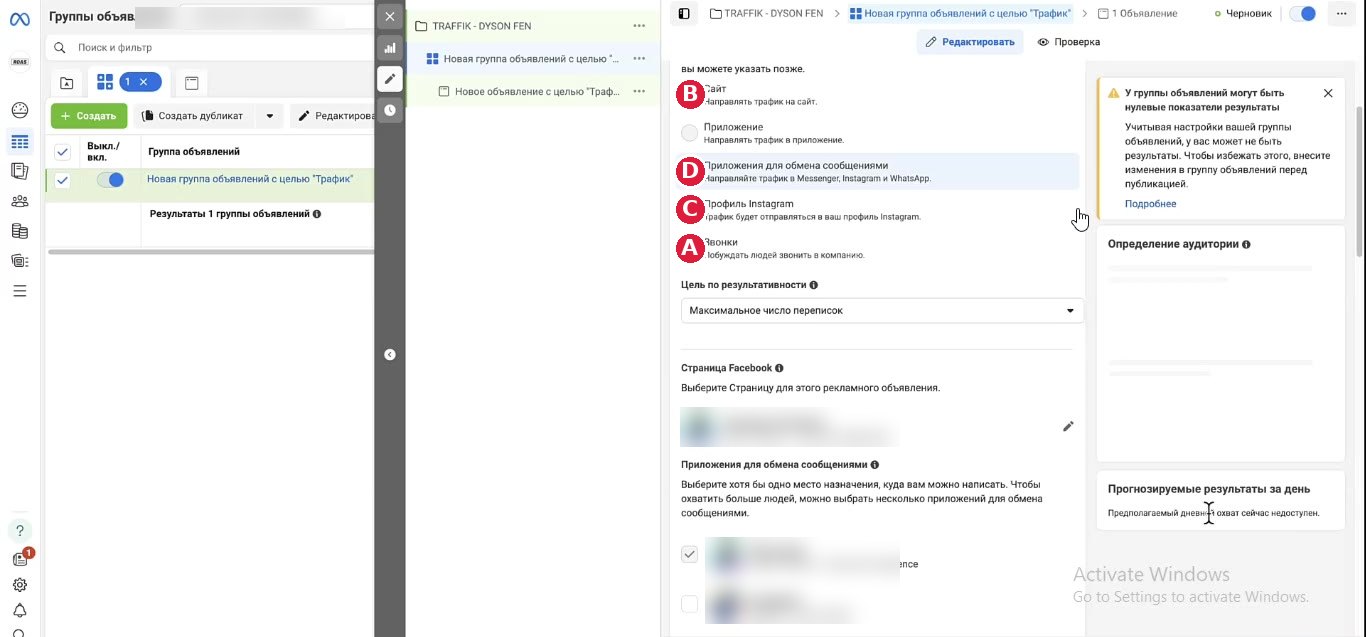 Группы объяв
Поиск и фильтр
1
Создать
Создать дубликат
Редактирова
Выкл./
вкл.
Группа объявлений
Новая группа объявлений с целью "Трафик"
Результаты 1 группы объявлений
1
TRAFFIK - DYSON FEN
Новая группа объявлений с целью "...
Новое объявление с целью "Траф...
TRAFFIK - DYSON FEN
Новая группа объявлений с целью "Трафик"
1 Объявление
Черновик
Редактировать
Проверка
вы можете указать позже.
B
Сайт
Направлять трафик на сайт.
Приложение
Направлять трафик в приложение.
D
Приложения для обмена сообщениями
Направляйте трафик в Messenger, Instagram и WhatsApp.
C
Профиль Instagram
Трафик будет отправляться в ваш профиль Instagram.
A
Звонки
Побуждать людей звонить в компанию.
Цель по результативности
Максимальное число переписок
Страница Facebook
Выберите Страницу для этого рекламного объявления.
Приложения для обмена сообщениями
Выберите хотя бы одно место назначения, куда вам можно написать. Чтобы
охватить больше людей, можно выбрать несколько приложений для обмена
сообщениями.
ence
У группы объявлений могут быть
нулевые показатели результаты
Учитывая настройки вашей группы
объявлений, у вас может не быть
результаты. Чтобы избежать этого, внесите
изменения в группу объявлений перед
публикацией.
Подробнее
Определение аудитории
Прогнозируемые результаты за день
Предполагаемый дневной охват сейчас недоступен.
Activate Windows
Go to Settings to activate Windows.